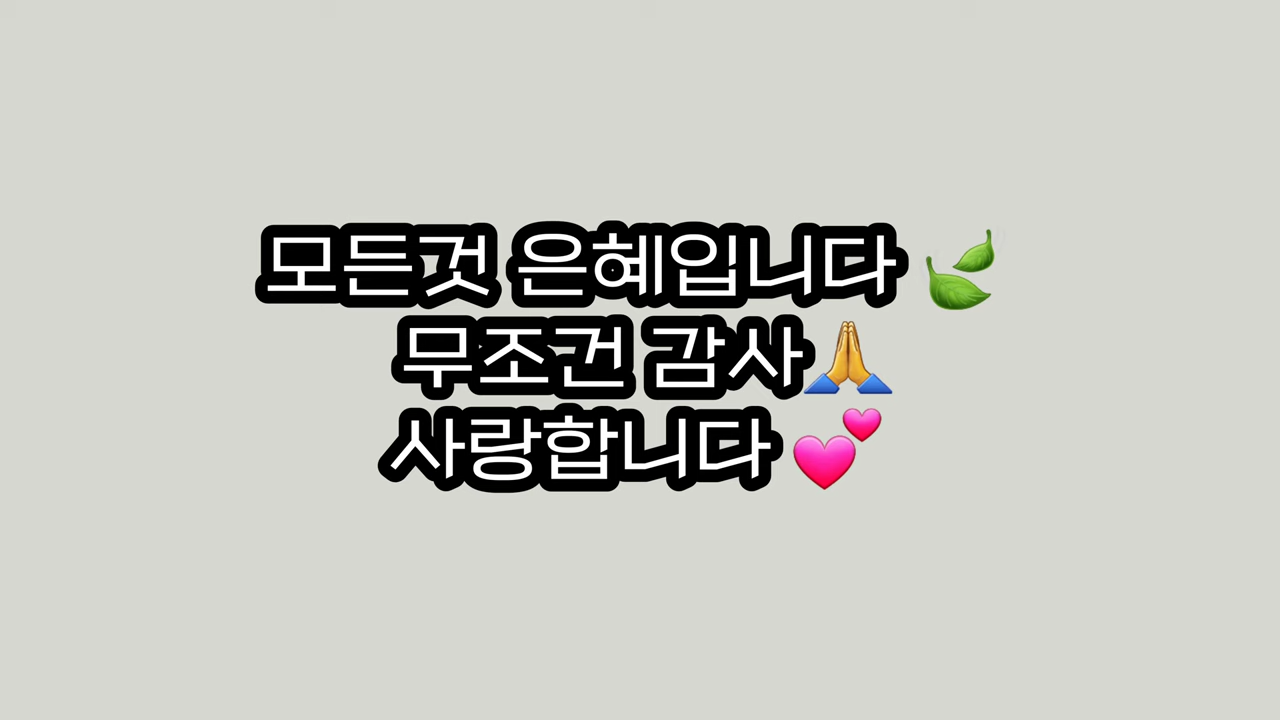 모든것 은혜입니다 🍃
무조건 감사🙏
사랑합니다 💕